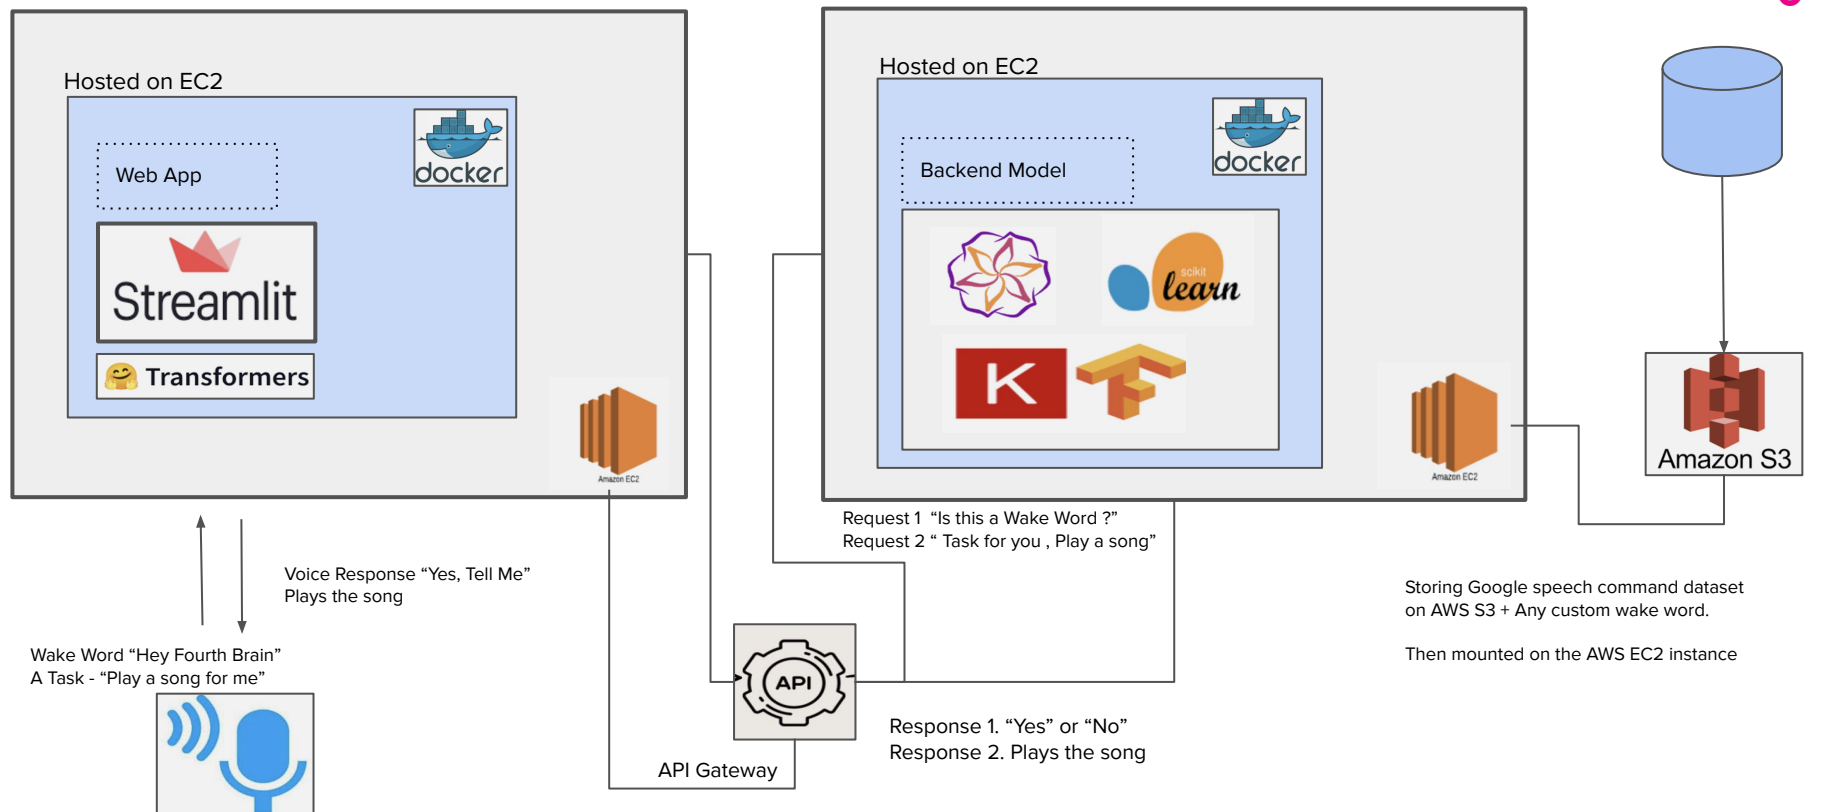 Hosted on EC2
docker
Web App
Streamlit
Transformers
Amazon EC2
Hosted on EC2
docker
Backend Model
scikit
learn
K
Amazon EC2
Amazon S3
Request 1 “Is this a Wake Word ?”
Request 2 “ Task for you , Play a song”
Voice Response “Yes, Tell Me”
Plays the song
Wake Word “Hey Fourth Brain”
A Task - “Play a song for me”
API
API Gateway
Response 1. “Yes” or “No”
Response 2. Plays the song
Storing Google speech command dataset
on AWS S3 + Any custom wake word.
Then mounted on the AWS EC2 instance